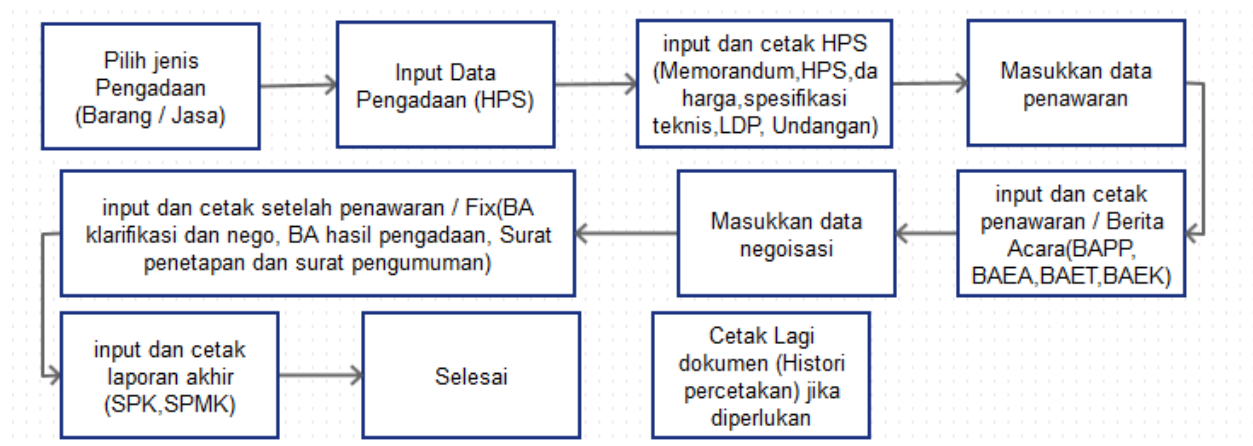 Pilih jenis
Pengadaan
(Barang / Jasa)
Input Data
Pengadaan (HPS)
input dan cetak HPS
(Memorandum,HPS,da
harga,spesifikasi
teknis,LDP, Undangan)
Masukkan data
penawaran
input dan cetak
penawaran / Berita
Acara(BAPP,
BAEA,BAET,BAEK)
Masukkan data
negoisasi
input dan cetak setelah penawaran / Fix(BA
klarifikasi dan nego, BA hasil pengadaan, Surat
penetapan dan surat pengumuman)
input dan cetak
laporan akhir
(SPK,SPMK)
Selesai
Cetak Lagi
dokumen (Histori
percetakan) jika
diperlukan